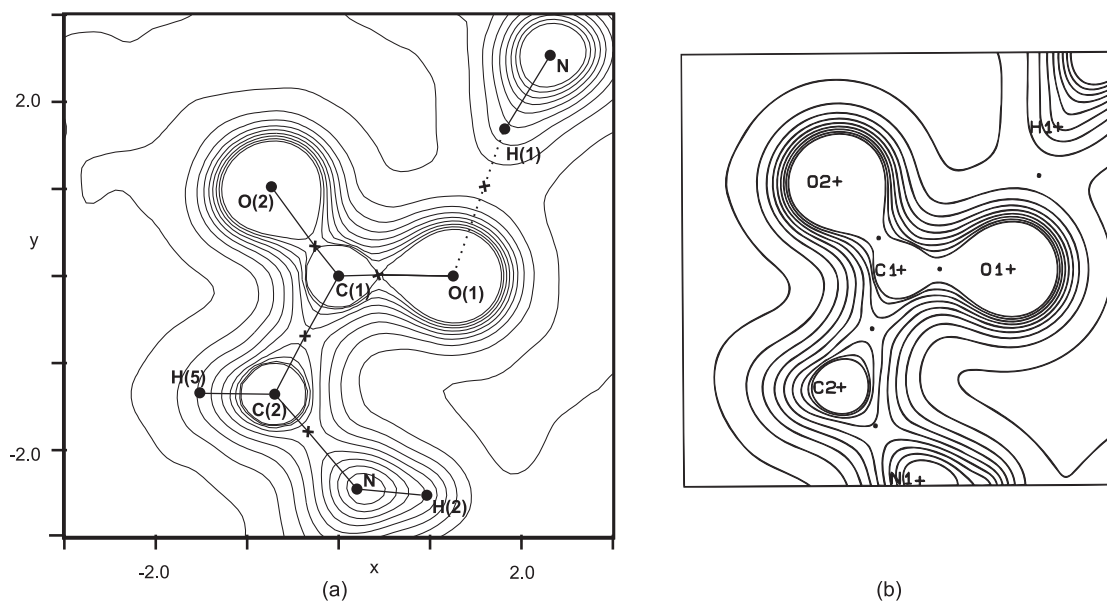 2.0
y
-2.0
-2.0
x
2.0
(a)
N
H(1)
O(2)
C(1)
O(1)
H(5)
C(2)
N
H(2)
H1+
O2+
C1+
O1+
C2+
N1+
(b)